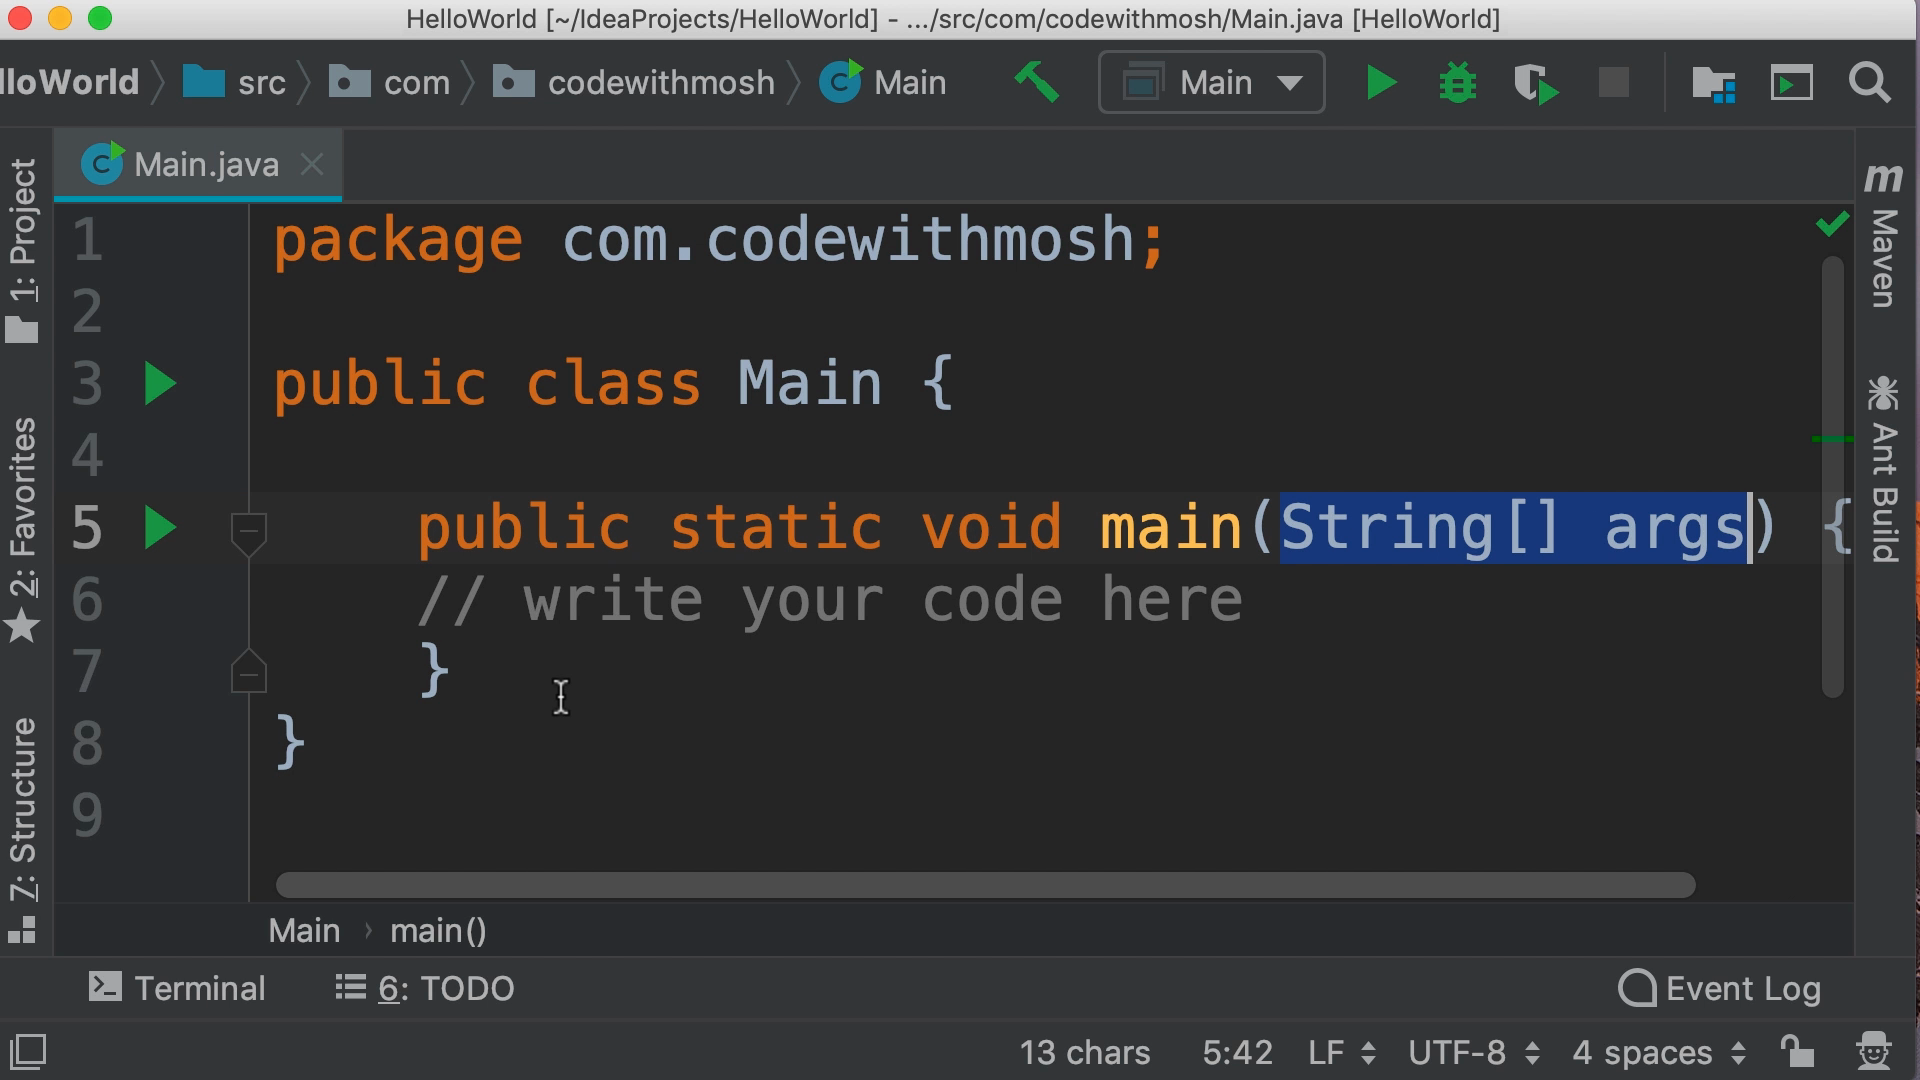 HelloWorld [~/IdeaProjects/HelloWorld] - .../src/com/codewithmosh/Main.java [HelloWorld]
lloWorld src com codewithmosh C Main Main
C Main.java
1: Project
2: Favorites
7: Structure
1 package com.codewithmosh;
2
3 public class Main {
4
5 public static void main(String[] args) {
6 // write your code here
7 }
8 }
9
m Maven
Ant Build
Main › main()
Terminal 6: TODO Event Log
13 chars 5:42 LF UTF-8 4 spaces